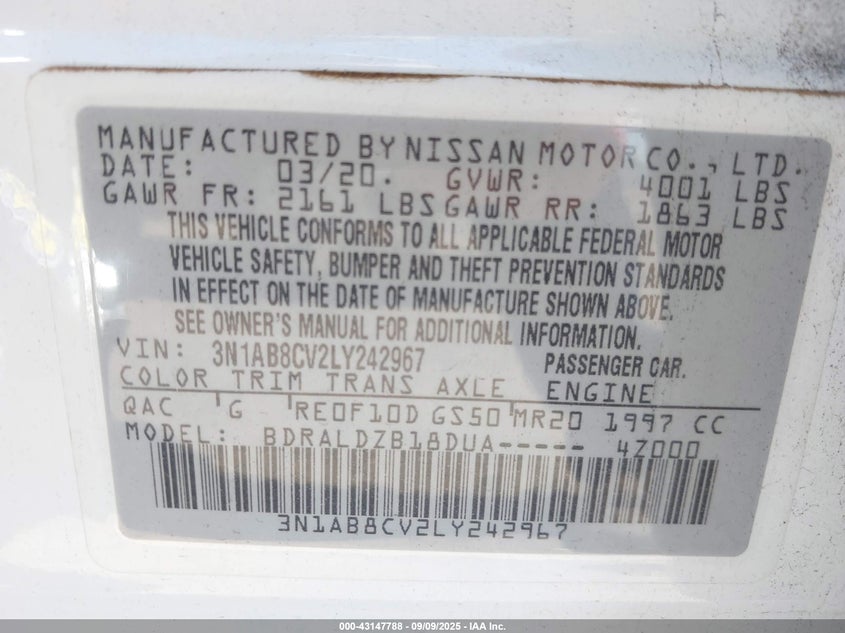 MANUFACTURED BY NISSAN MOTOR CO., LTD.
DATE: 03/20. GVWR: 4001 LBS
GAWR FR: 2161 LBS GAWR RR: 1863 LBS
THIS VEHICLE CONFORMS TO ALL APPLICABLE FEDERAL MOTOR
VEHICLE SAFETY, BUMPER AND THEFT PREVENTION STANDARDS
IN EFFECT ON THE DATE OF MANUFACTURE SHOWN ABOVE.
SEE OWNER'S MANUAL FOR ADDITIONAL INFORMATION.
VIN: 3N1AB8CV2LY242967 PASSENGER CAR.
COLOR TRIM TRANS AXLE ENGINE
QAC G RE0F10D GS50 MR20 1997 CC
MODEL: BDRALDZB18DUA----- 4Z000
3N1AB8CV2LY242967
000-43147788 - 09/09/2025 - IAA Inc.